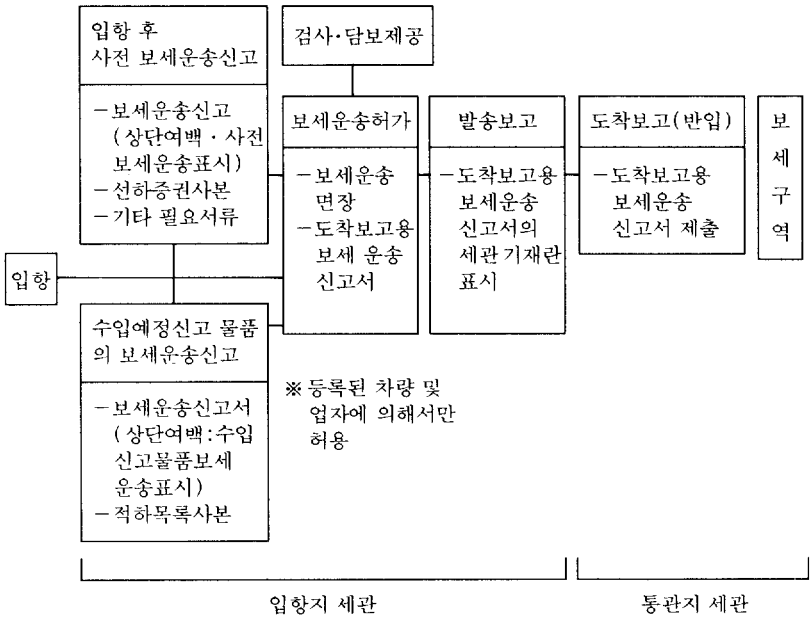 입항 후
사전 보세운송신고
－보세운송신고
(상단여백·사전
보세운송표시)
－선하증권사본
－기타 필요서류
검사·담보제공
보세운송허가
－보세운송
면장
－도착보고용
보세 운송
신고서
발송보고
－도착보고용
보세운송
신고서의
세관 기재란
표시
도착보고(반입)
－도착보고용
보세운송
신고서 제출
보
세
구
역
입항
수입예정신고 물품
의 보세운송신고
－보세운송신고서
(상단여백:수입
신고물품보세
운송표시)
－적하목록사본
※ 등록된 차량 및
업자에 의해서만
허용
입항지 세관
통관지 세관